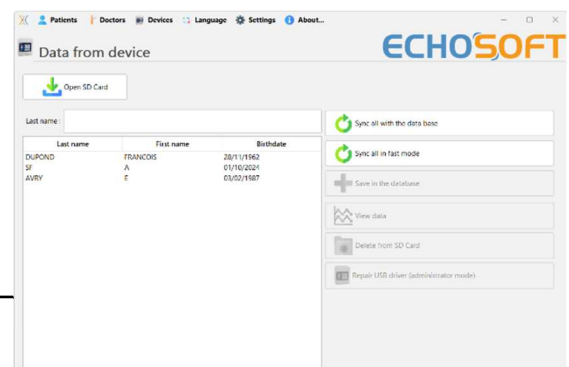 Patients Doctors Devices Language Settings About...
Data from device
ECHOSOFT
Open SD Card
Last name :
Sync all with the data base
Last name First name Birthdate
Sync all in fast mode
DUPOND FRANCOIS 28/11/1962
SF A 01/10/2024
AVRY E 03/02/1987
Save in the database
View data
Delete from SD Card
Repair USB driver (administrator mode)